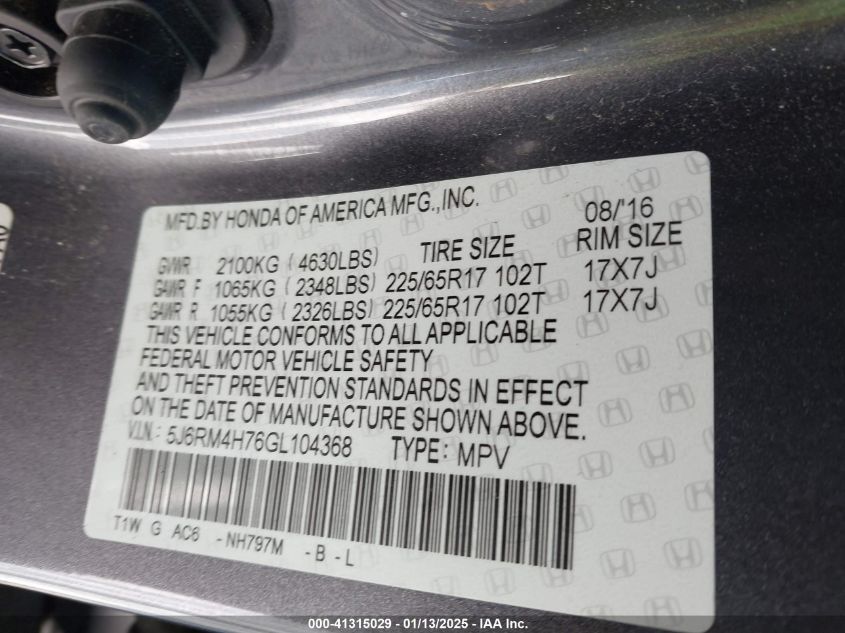 MFD.BY HONDA OF AMERICA MFG.,INC. 08/'16
TIRE SIZE RIM SIZE
GVWR 2100KG (4630LBS)
GAWR F 1065KG (2348LBS) 225/65R17 102T 17X7J
GAWR R 1055KG (2326LBS) 225/65R17 102T 17X7J
THIS VEHICLE CONFORMS TO ALL APPLICABLE
FEDERAL MOTOR VEHICLE SAFETY
AND THEFT PREVENTION STANDARDS IN EFFECT
ON THE DATE OF MANUFACTURE SHOWN ABOVE.
V.I.N.: 5J6RM4H76GL104368 TYPE: MPV
T1W G AC6 -NH797M -B -L
000-41315029 | 01/13/2025 - IAA Inc.